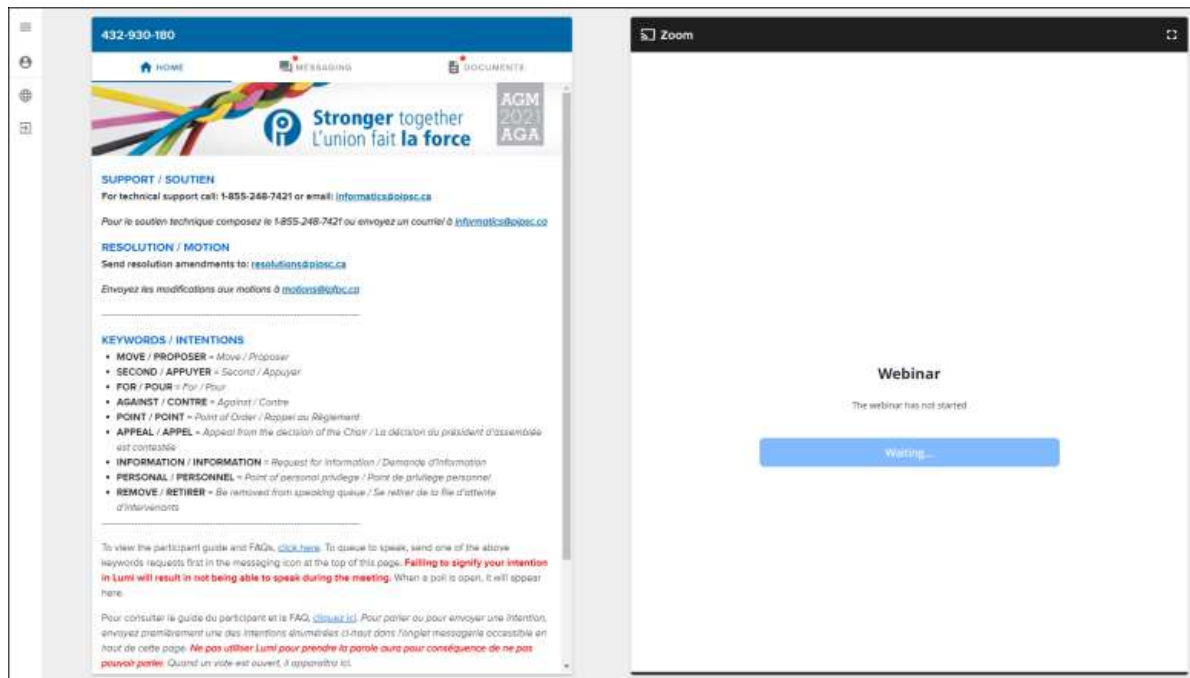 432-930-180
HOME
MESSAGING
DOCUMENTS
Stronger together
L'union fait la force
AGM
2021
AGA
SUPPORT / SOUTIEN
For technical support call: 1-855-248-7421 or email: informatics@pipsc.ca
Pour le soutien technique composez le 1-855-248-7421 ou envoyez un courriel à informatics@pipsc.ca
RESOLUTION / MOTION
Send resolution amendments to: resolutions@pipsc.ca
Envoyez les modifications aux motions à motions@ipfpc.ca
KEYWORDS / INTENTIONS
• MOVE / PROPOSER = Move / Proposer
• SECOND / APPUYER = Second / Appuyer
• FOR / POUR = For / Pour
• AGAINST / CONTRE = Against / Contre
• POINT / POINT = Point of Order / Rappel au Règlement
• APPEAL / APPEL = Appeal from the decision of the Chair / La décision du président d'assemblée
est contestée
• INFORMATION / INFORMATION = Request for Information / Demande d'information
• PERSONAL / PERSONNEL = Point of personal privilege / Point de privilege personnel
• REMOVE / RETIRER = Be removed from speaking queue / Se retirer de la file d'attente
d'intervenants
To view the participant guide and FAQs, click here. To queue to speak, send one of the above
keywords requests first in the messaging icon at the top of this page. Failling to signify your intention
in Lumi will result in not being able to speak during the meeting. When a poll is open, it will appear
here.
Pour consulter le guide du participant et la FAQ, cliquez ici. Pour parler ou pour envoyer une intention,
envoyez premièrement une des intentions énumérées ci-haut dans l'onglet messagerie accessible en
haut de cette page. Ne pas utiliser Lumi pour prendre la parole aura pour conséquence de ne pas
pouvoir parler. Quand un vote est ouvert, il apparaîtra ici.
Zoom
Webinar
The webinar has not started
Waiting...